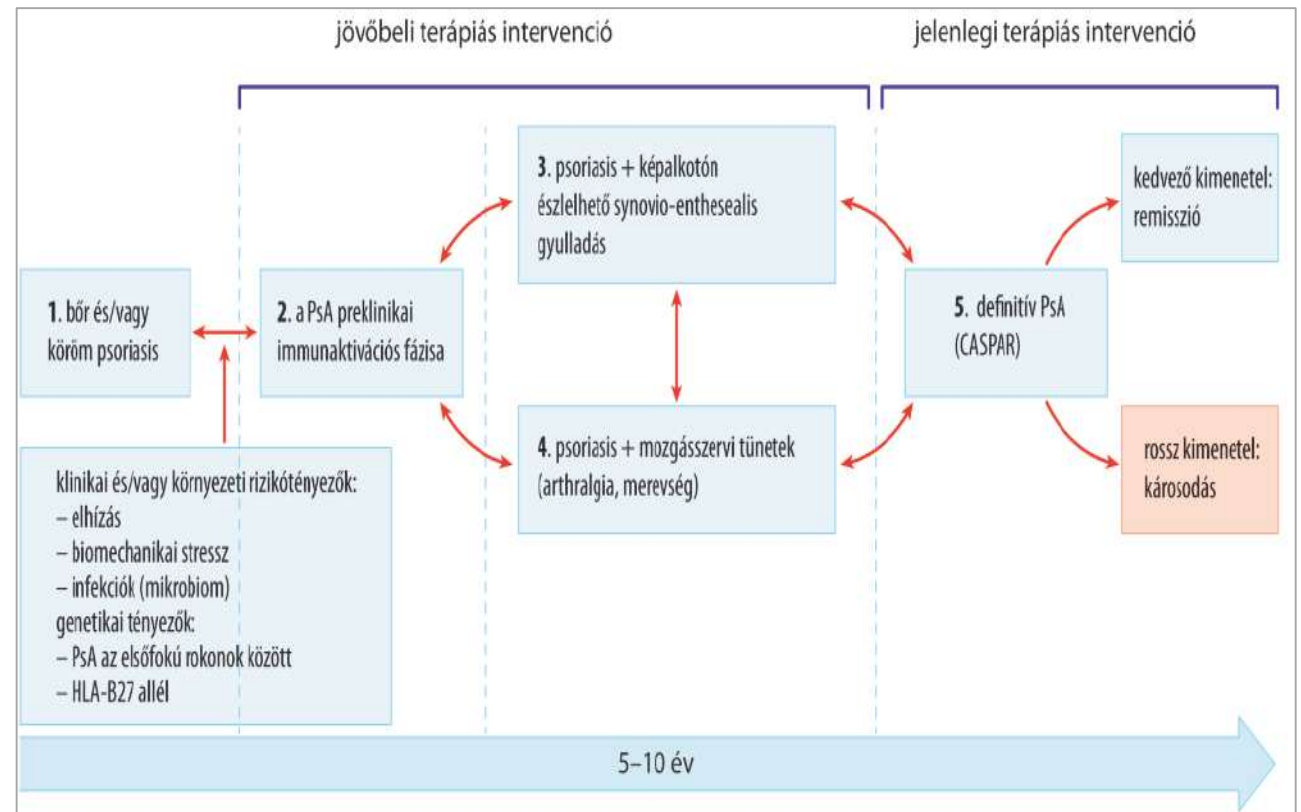 jövőbeli terápiás intervenció
jelenlegi terápiás intervenció
1. bőr és/vagy
köröm psoriasis
2. a PsA preklinikai
immunaktivációs fázisa
3. psoriasis + képalkotón
észlelhető synovio-enthesealis
gyulladás
4. psoriasis + mozgásszervi tünetek
(arthralgia, merevség)
5. definitív PsA
(CASPAR)
kedvező kimenetel:
remisszió
rossz kimenetel:
károsodás
klinikai és/vagy környezeti rizikótényezők:
– elhízás
– biomechanikai stressz
– infekciók (mikrobiom)
genetikai tényezők:
– PsA az elsőfokú rokonok között
– HLA-B27 allél
5–10 év